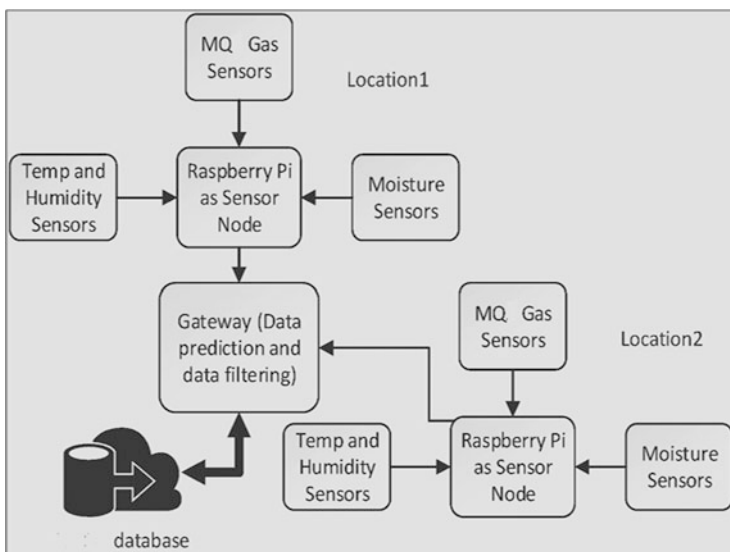 MQ Gas
Sensors
Location1
Temp and
Humidity
Sensors
Raspberry Pi
as Sensor
Node
Moisture
Sensors
Gateway (Data
prediction and
data filtering)
MQ Gas
Sensors
Location2
Temp and
Humidity
Sensors
Raspberry Pi
as Sensor
Node
Moisture
Sensors
database